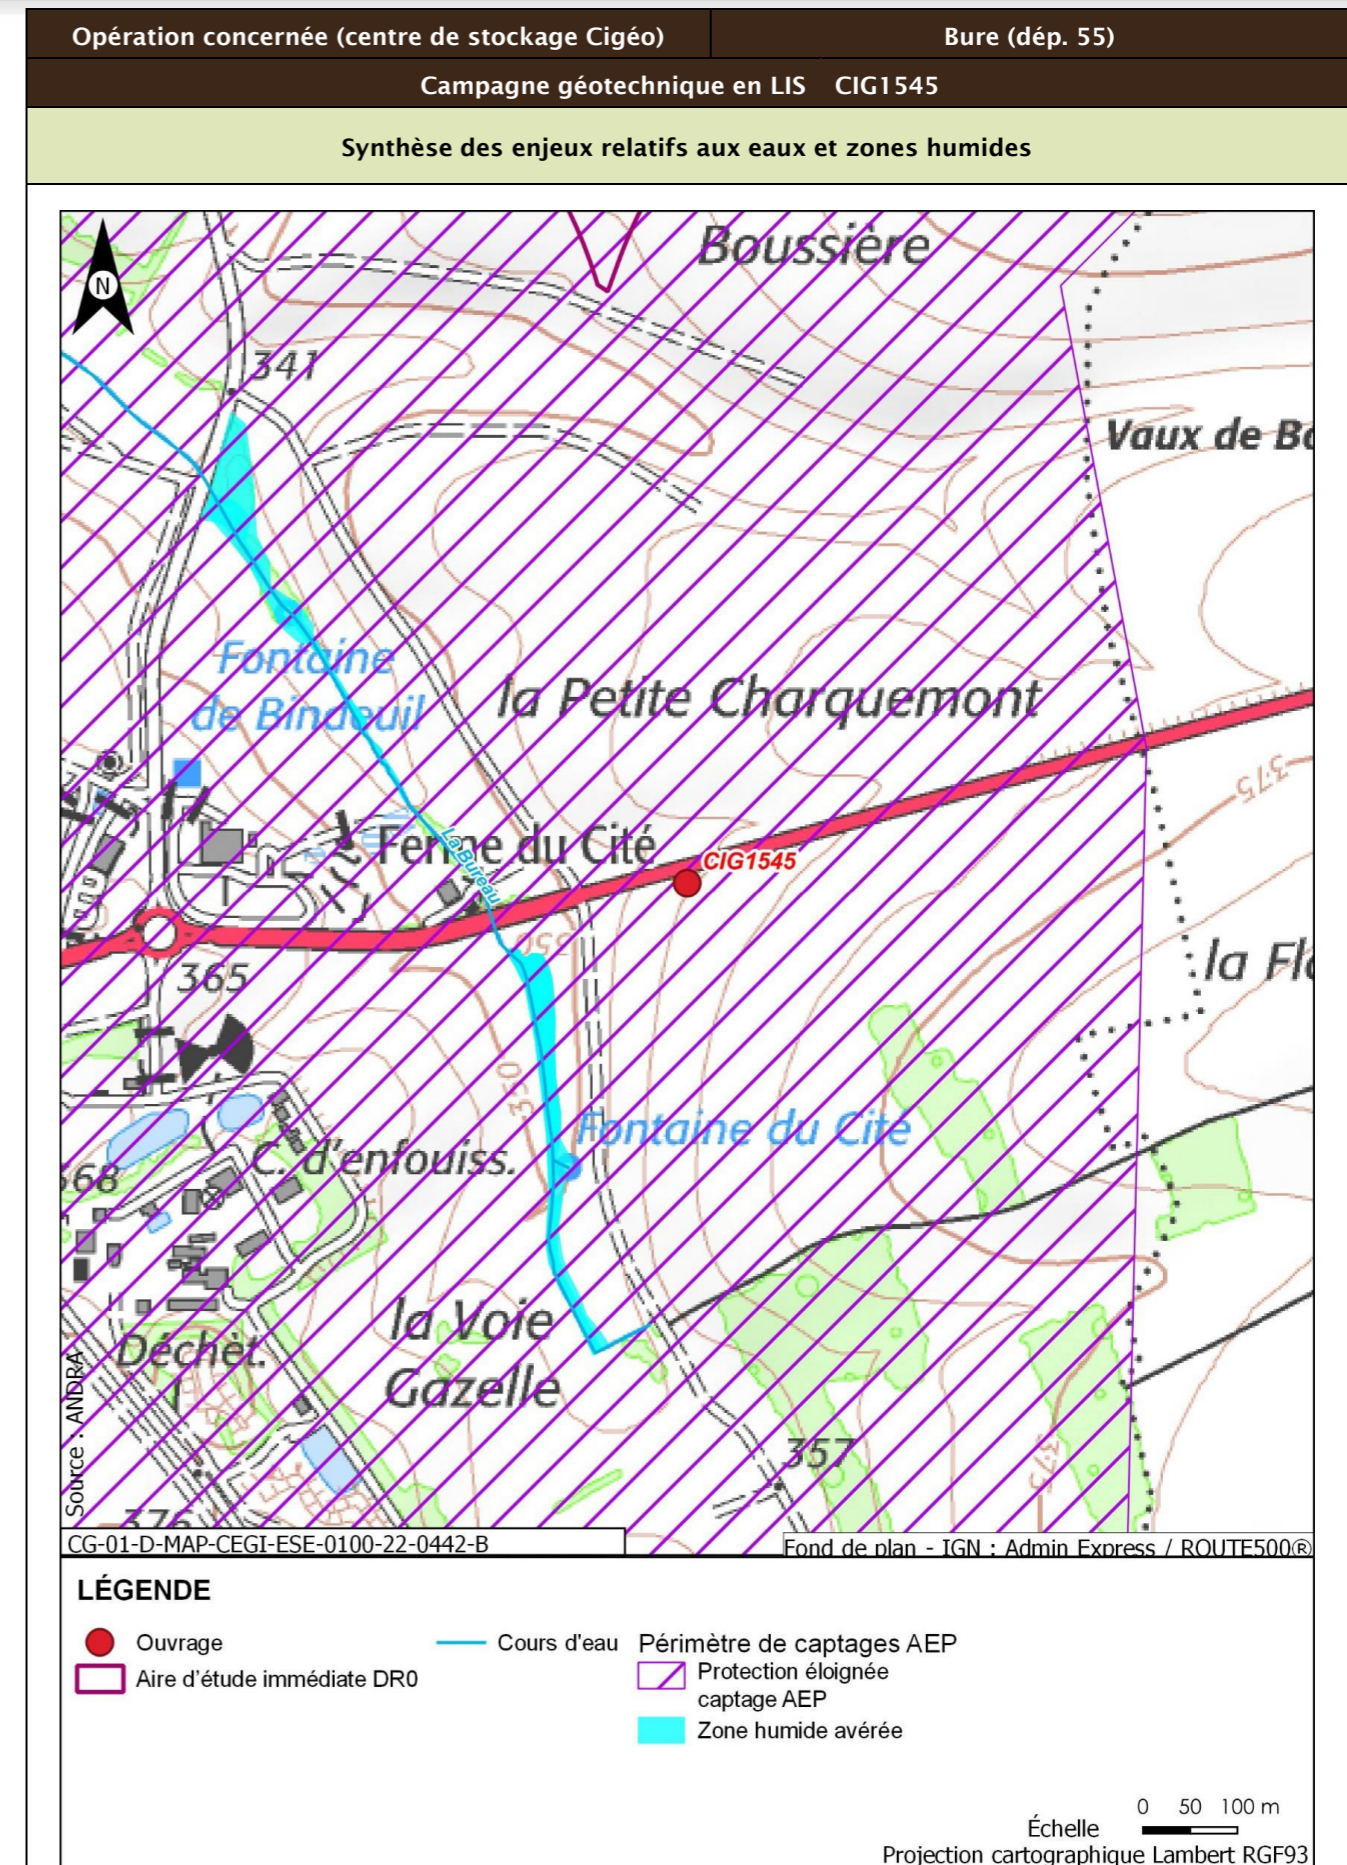 Opération concernée (centre de stockage Cigéo)
Bure (dép. 55)
Campagne géotechnique en LIS CIG1545
Synthèse des enjeux relatifs aux eaux et zones humides
N
Boussière
341
Vaux de
Fontaine
de Bindeuil
la Petite Charquemont
375
Ferme du Cité
La Bureau
CIG1545
350
365
la
350
Fontaine du Cité
C. d'enfouiss.
368
la Voie
Gazelle
Déchèt.
357
375
376
Source : ANDRA
CG-01-D-MAP-CEGI-ESE-0100-22-0442-B
Fond de plan - IGN : Admin Express / ROUTE500®
LÉGENDE
Ouvrage
Aire d'étude immédiate DR0
Cours d'eau
Périmètre de captages AEP
Protection éloignée
captage AEP
Zone humide avérée
0 50 100 m
Échelle
Projection cartographique Lambert RGF93